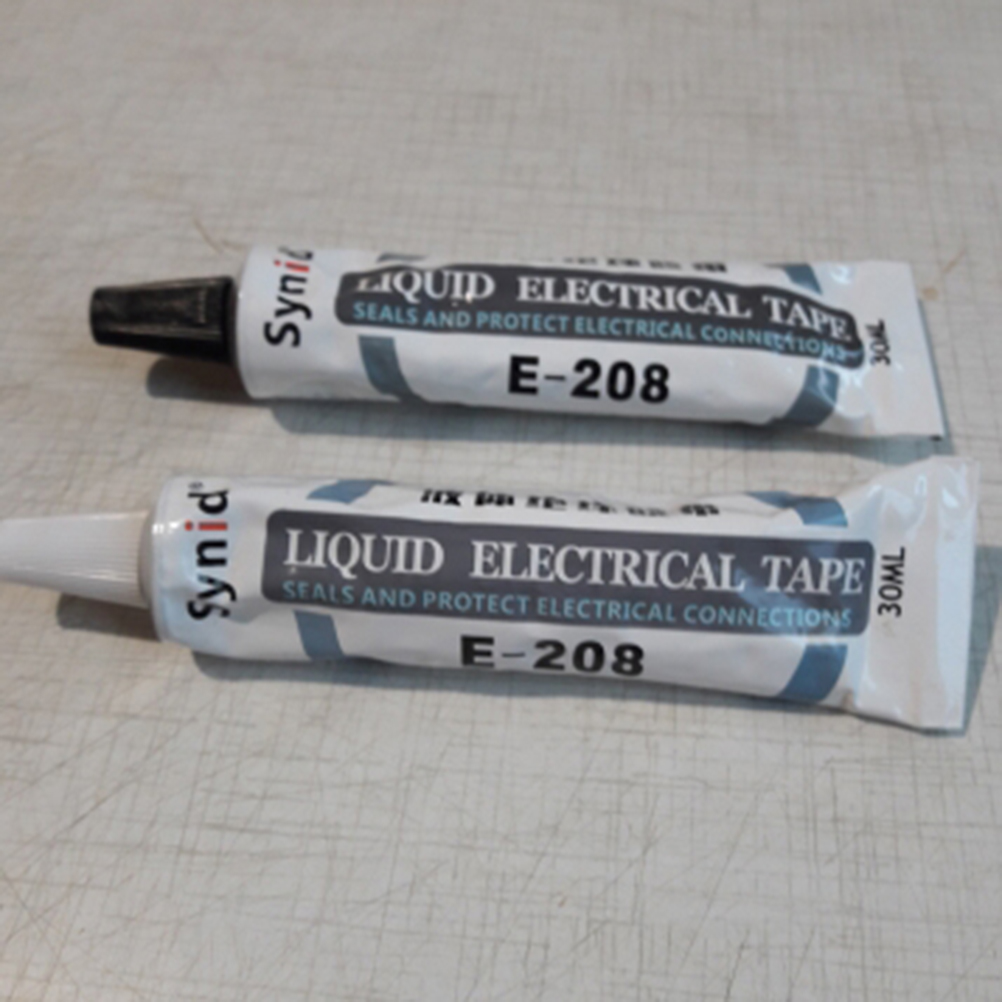 Synid
LIQUID ELECTRICAL TAPE
SEALS AND PROTECT ELECTRICAL CONNECTIONS
E-208
30ML
Synid®
LIQUID ELECTRICAL TAPE
SEALS AND PROTECT ELECTRICAL CONNECTIONS
E-208
30ML